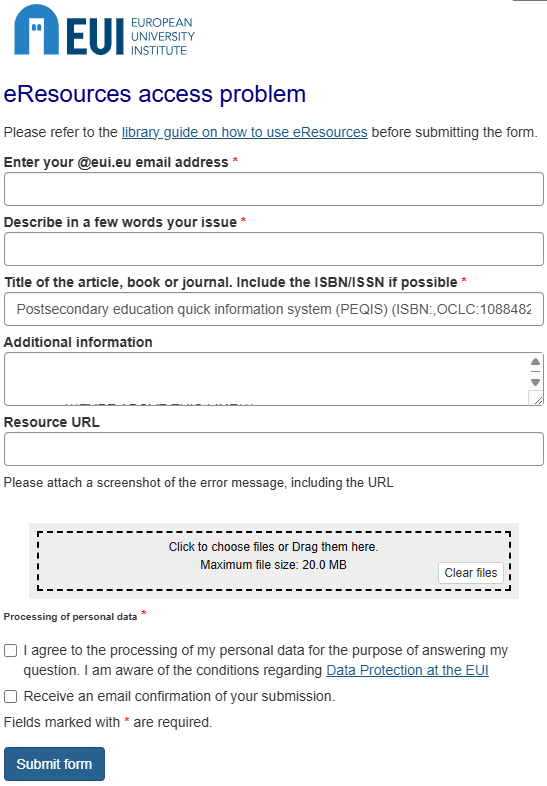 EUI
EUROPEAN
UNIVERSITY
INSTITUTE
eResources access problem
Please refer to the library guide on how to use eResources before submitting the form.
Enter your @eui.eu email address *
Describe in a few words your issue *
Title of the article, book or journal. Include the ISBN/ISSN if possible *
Postsecondary education quick information system (PEQIS) (ISBN:,OCLC:1088482
Additional information
Resource URL
Please attach a screenshot of the error message, including the URL
Click to choose files or Drag them here.
Maximum file size: 20.0 MB
Clear files
Processing of personal data *
I agree to the processing of my personal data for the purpose of answering my
question. I am aware of the conditions regarding Data Protection at the EUI
Receive an email confirmation of your submission.
Fields marked with * are required.
Submit form